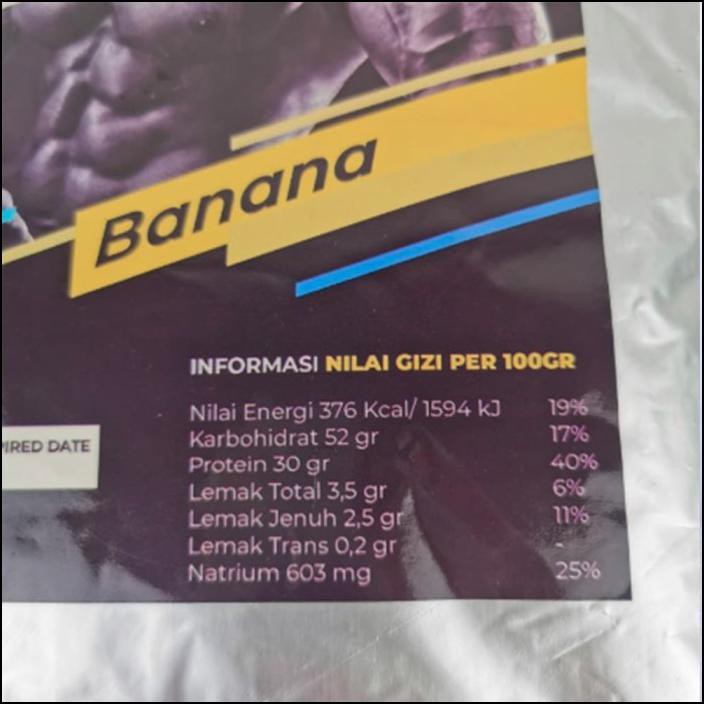 Banana
INFORMASI NILAI GIZI PER 100GR
Nilai Energi 376 Kcal/ 1594 kJ 19%
Karbohidrat 52 gr 17%
Protein 30 gr 40%
Lemak Total 3,5 gr 6%
Lemak Jenuh 2,5 gr 11%
Lemak Trans 0,2 gr -
Natrium 603 mg 25%
DATE